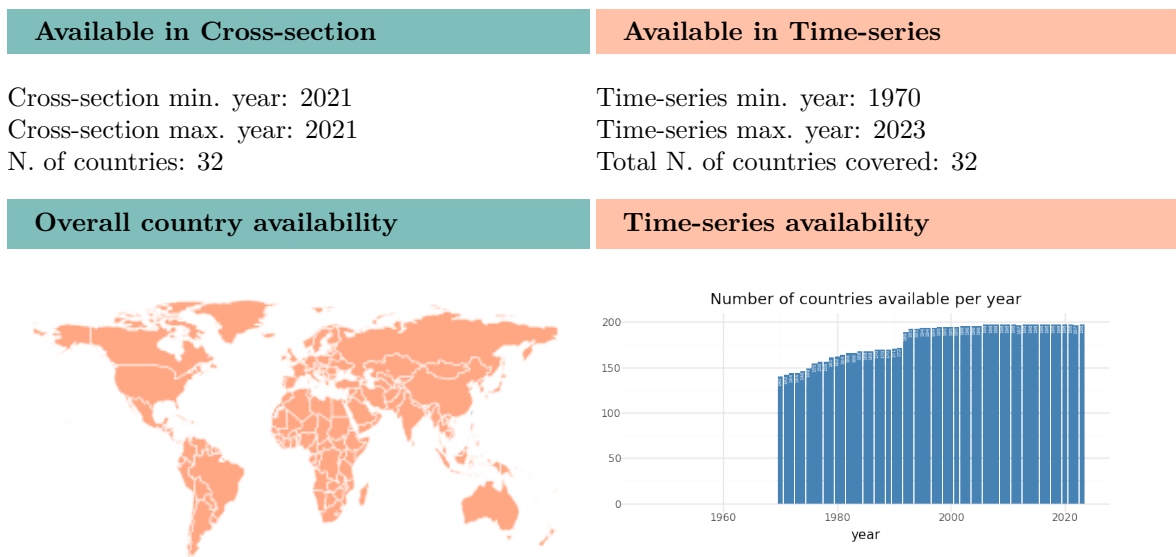 Available in Cross-section
Available in Time-series
Cross-section min. year: 2021
Cross-section max. year: 2021
N. of countries: 32
Time-series min. year: 1970
Time-series max. year: 2023
Total N. of countries covered: 32
Overall country availability
Time-series availability
Number of countries available per year
200
150
100
50
0
1960
1980
2000
2020
year